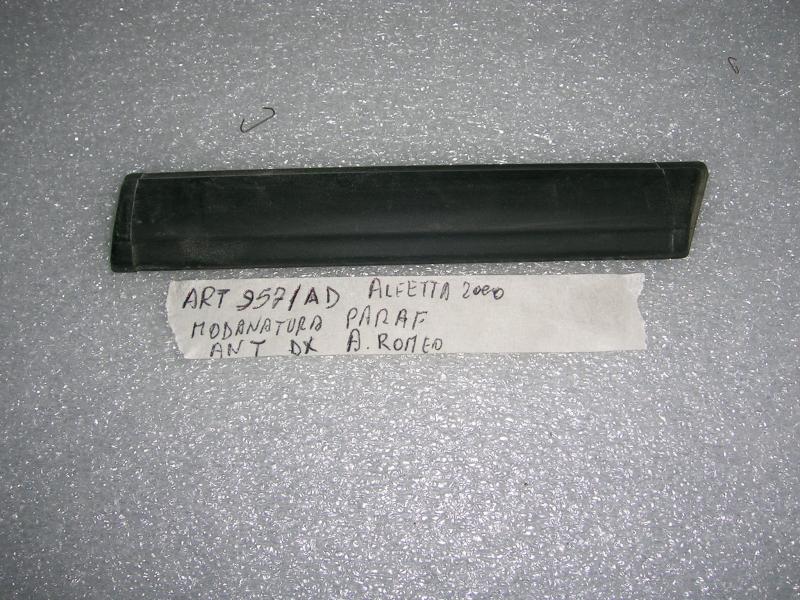 ART 957/AD ALFETTA 2000
MODANATURA PARAF
ANT DX A. ROMEO